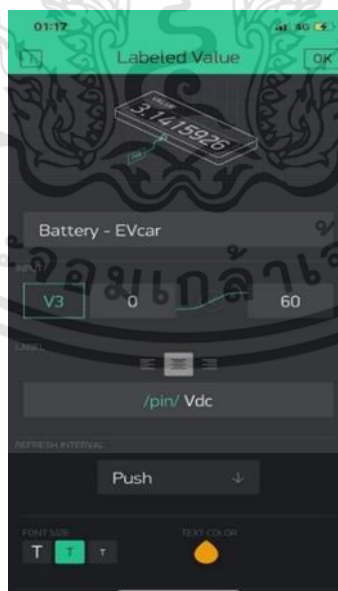 01:17
4G
Labeled Value
OK
VALUE
3.1415926
Battery - EVcar
INPUT
V3 0 60
LABEL
/pin/ Vdc
REFRESH INTERVAL
Push
FONT SIZE TEXT COLOR
T T T